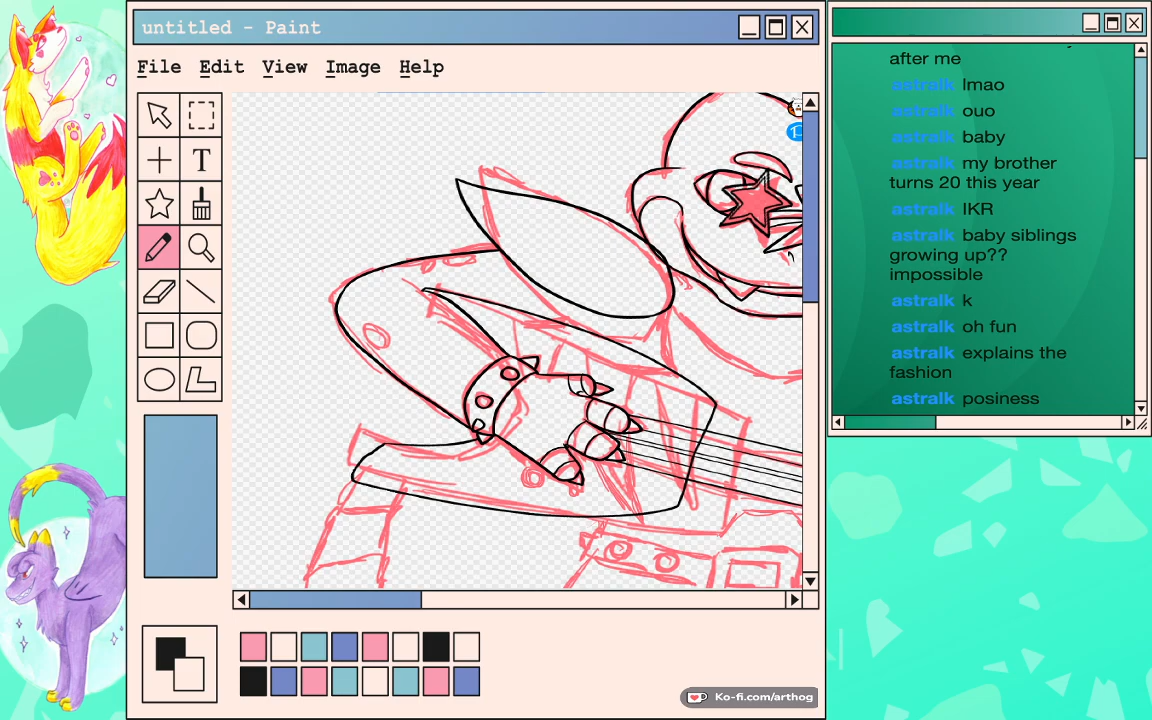 untitled - Paint
File Edit View Image Help
T
Ko-fi.com/arthog
after me
astralk lmao
astralk ouo
astralk baby
astralk my brother
turns 20 this year
astralk IKR
astralk baby siblings
growing up??
impossible
astralk k
astralk oh fun
astralk explains the
fashion
astralk posiness